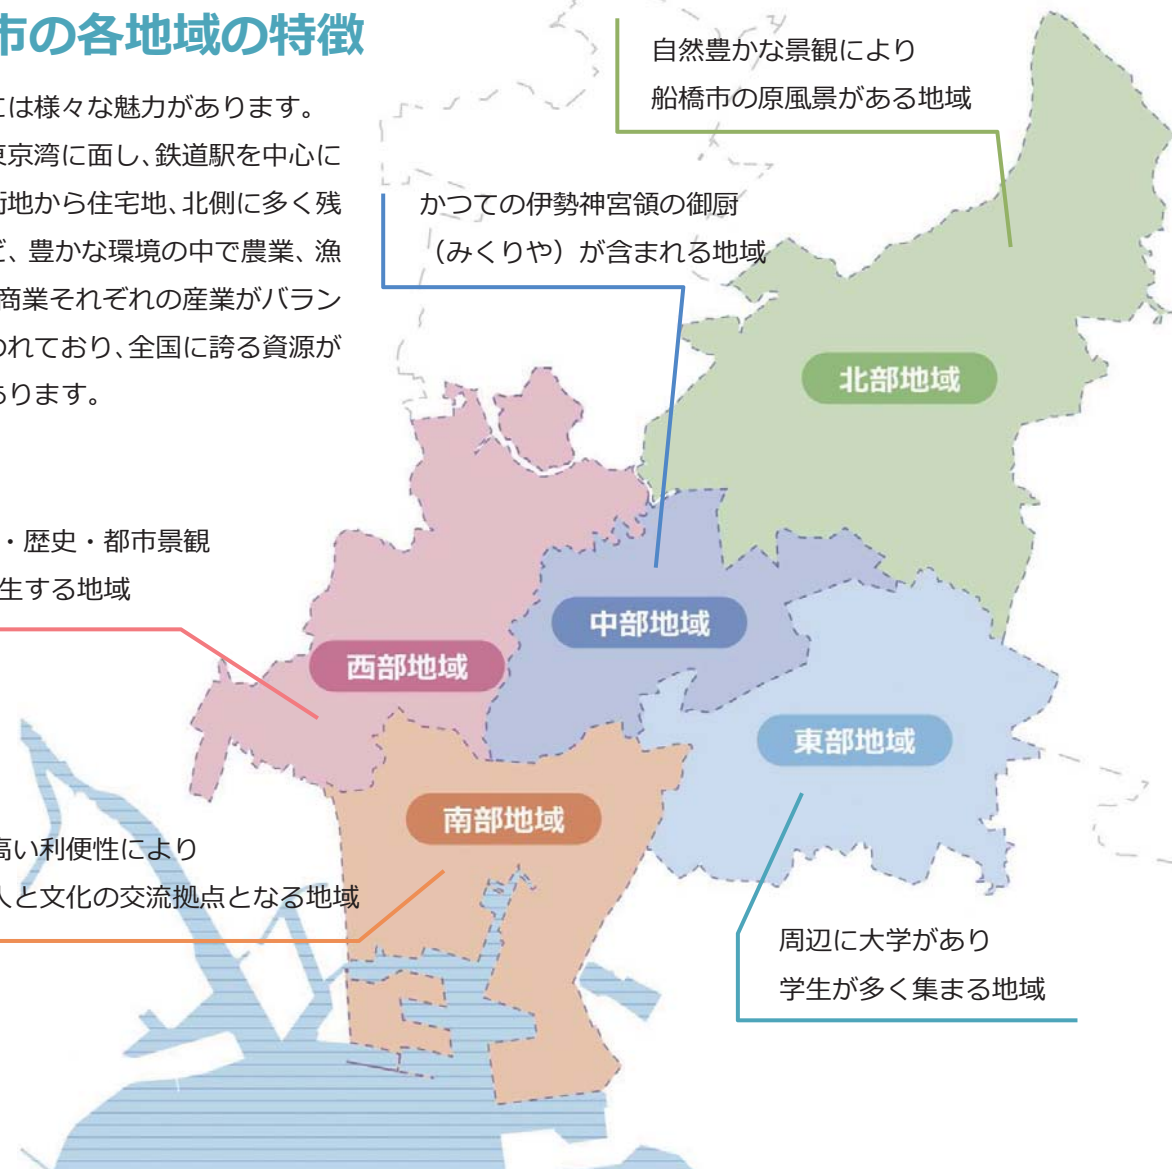 市の各地域の特徴
には様々な魅力があります。
東京湾に面し、鉄道駅を中心に
街地から住宅地、北側に多く残
ど、豊かな環境の中で農業、漁
商業それぞれの産業がバラン
われており、全国に誇る資源が
あります。
自然豊かな景観により
船橋市の原風景がある地域
かつての伊勢神宮領の御厨
（みくりや）が含まれる地域
北部地域
・歴史・都市景観
生する地域
中部地域
西部地域
東部地域
南部地域
高い利便性により
人と文化の交流拠点となる地域
周辺に大学があり
学生が多く集まる地域